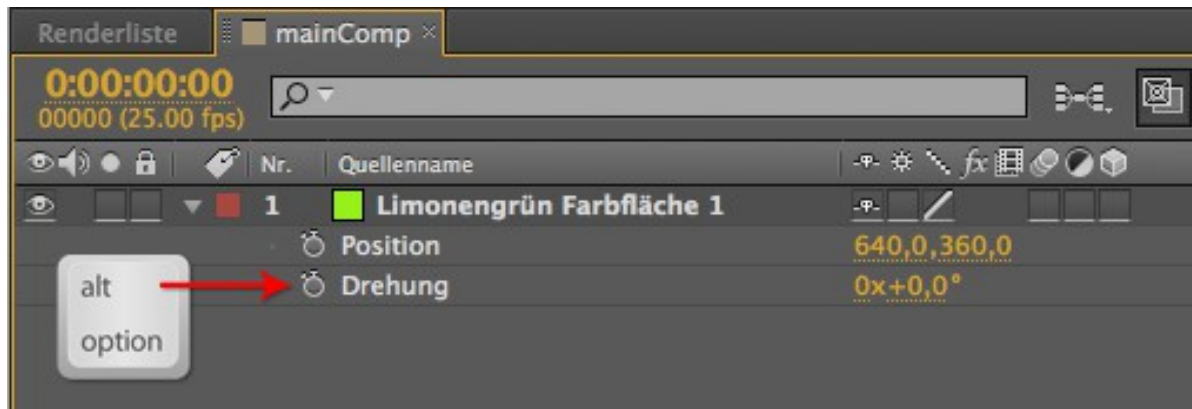 Renderliste mainComp ×
0:00:00:00
00000 (25.00 fps)
Nr. Quellenname fx
1 Limonengrün Farbfläche 1
Position 640,0,360,0
Drehung 0x+0,0°
alt
option